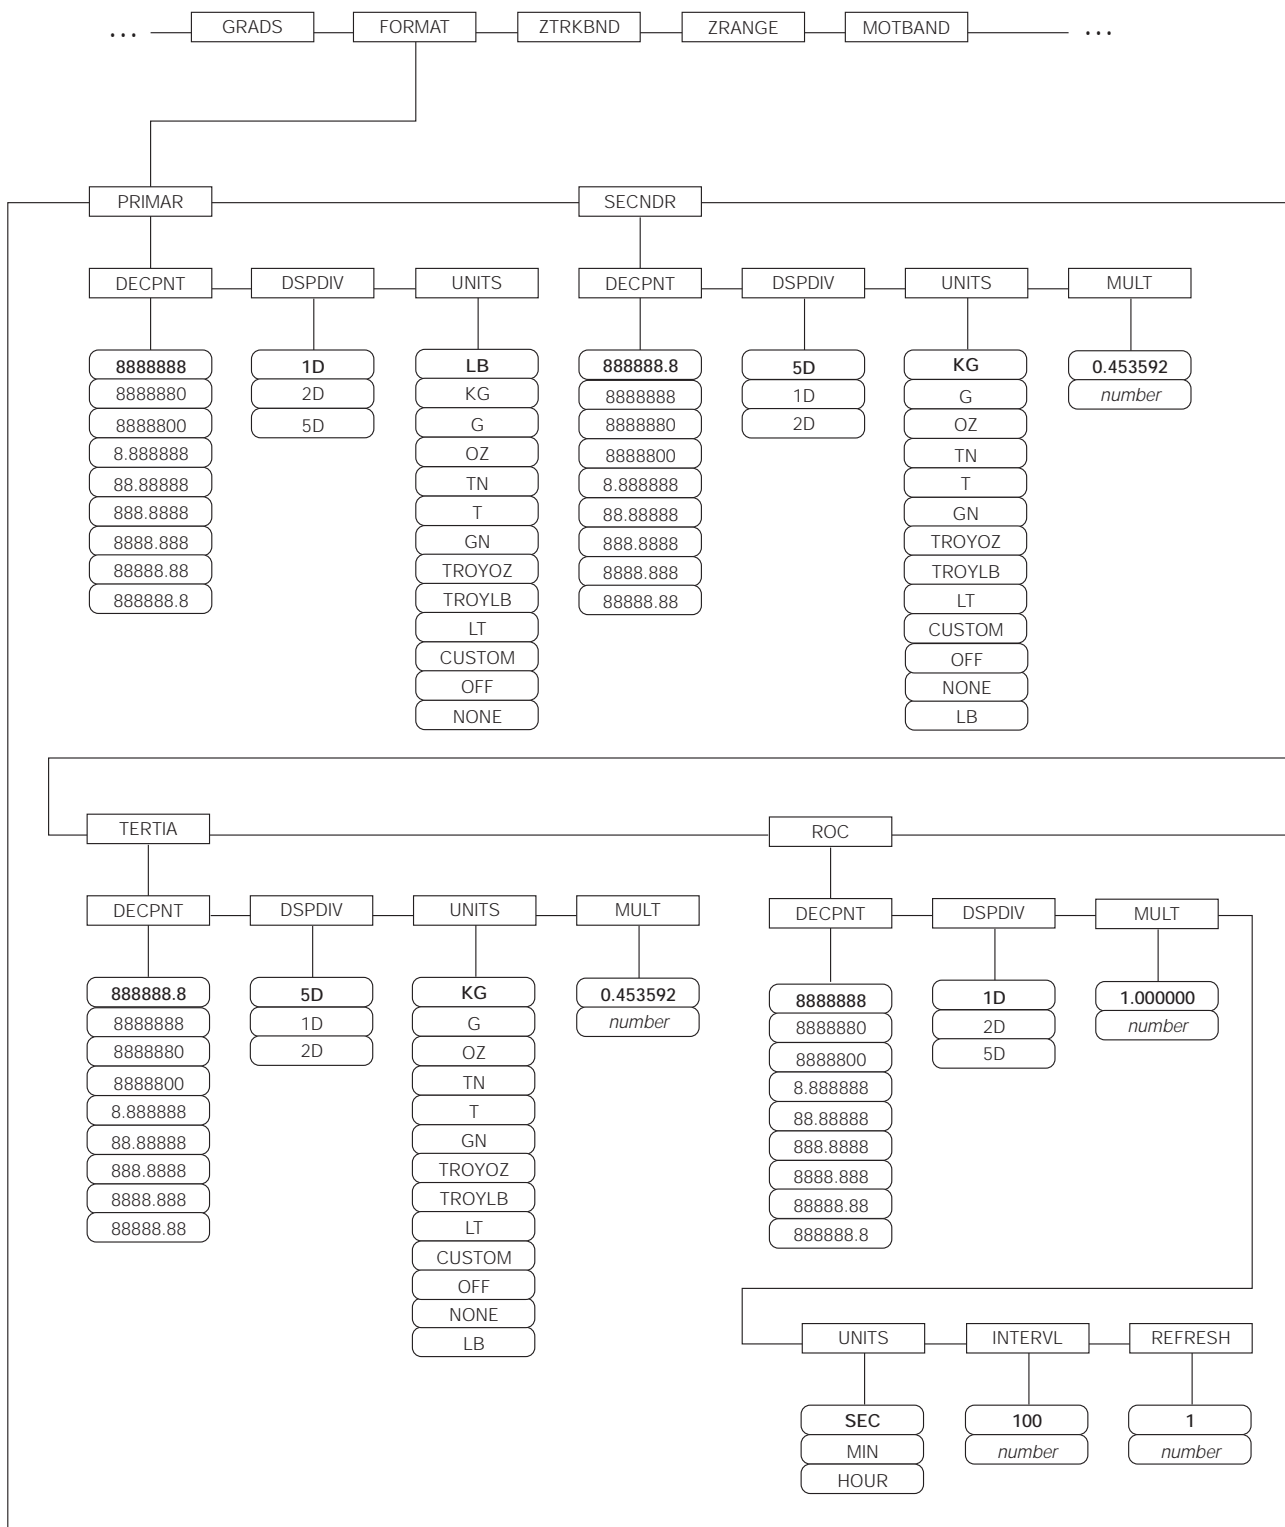 ... GRADS FORMAT ZTRKBND ZRANGE MOTBAND ...
PRIMAR SECNDR
DECPNT DSPDIV UNITS DECPNT DSPDIV UNITS MULT
8888888 1D LB 888888.8 5D KG 0.453592
8888880 2D KG 8888888 1D G number
8888800 5D G 8888880 2D OZ
8.888888 OZ 8888800 TN
88.88888 TN 8.888888 T
888.8888 T 88.88888 GN
8888.888 GN 888.8888 TROYOZ
88888.88 TROYOZ 8888.888 TROYLB
888888.8 TROYLB 88888.88 LT
LT CUSTOM
CUSTOM OFF
OFF NONE
NONE LB
TERTIA ROC
DECPNT DSPDIV UNITS MULT DECPNT DSPDIV MULT
888888.8 5D KG 0.453592 8888888 1D 1.000000
8888888 1D G number 8888880 2D number
8888880 2D OZ 8888800 5D
8888800 TN 8.888888
8.888888 T 88.88888
88.88888 GN 888.8888
888.8888 TROYOZ 8888.888
8888.888 TROYLB 88888.88
88888.88 LT 888888.8
CUSTOM
OFF
NONE
LB
UNITS INTERVL REFRESH
SEC 100 1
MIN number number
HOUR